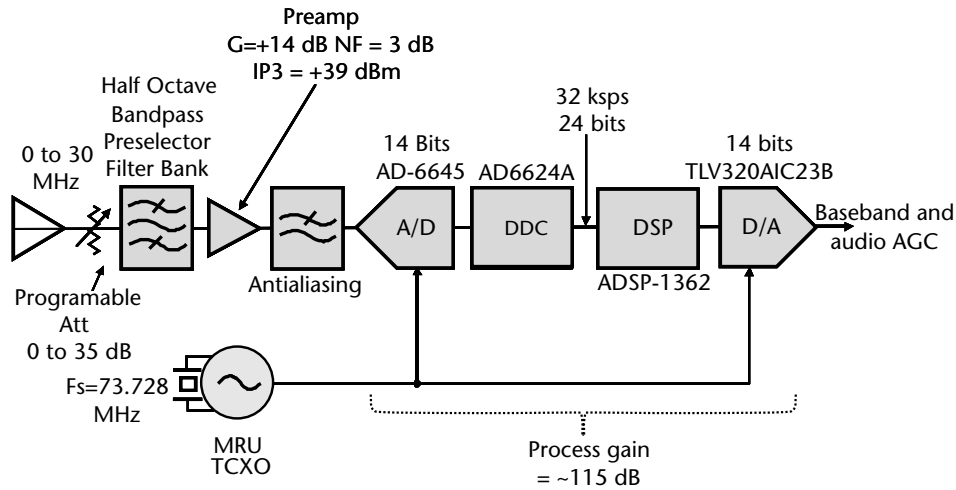 Preamp
G=+14 dB NF = 3 dB
IP3 = +39 dBm
Half Octave
Bandpass
Preselector
Filter Bank
0 to 30
MHz
32 ksps
24 bits
14 Bits
AD-6645
AD6624A
14 bits
TLV320AIC23B
A/D
DDC
DSP
D/A
Baseband and
audio AGC
Antialiasing
ADSP-1362
Programable
Att
0 to 35 dB
Fs=73.728
MHz
MRU
TCXO
Process gain
= ~115 dB